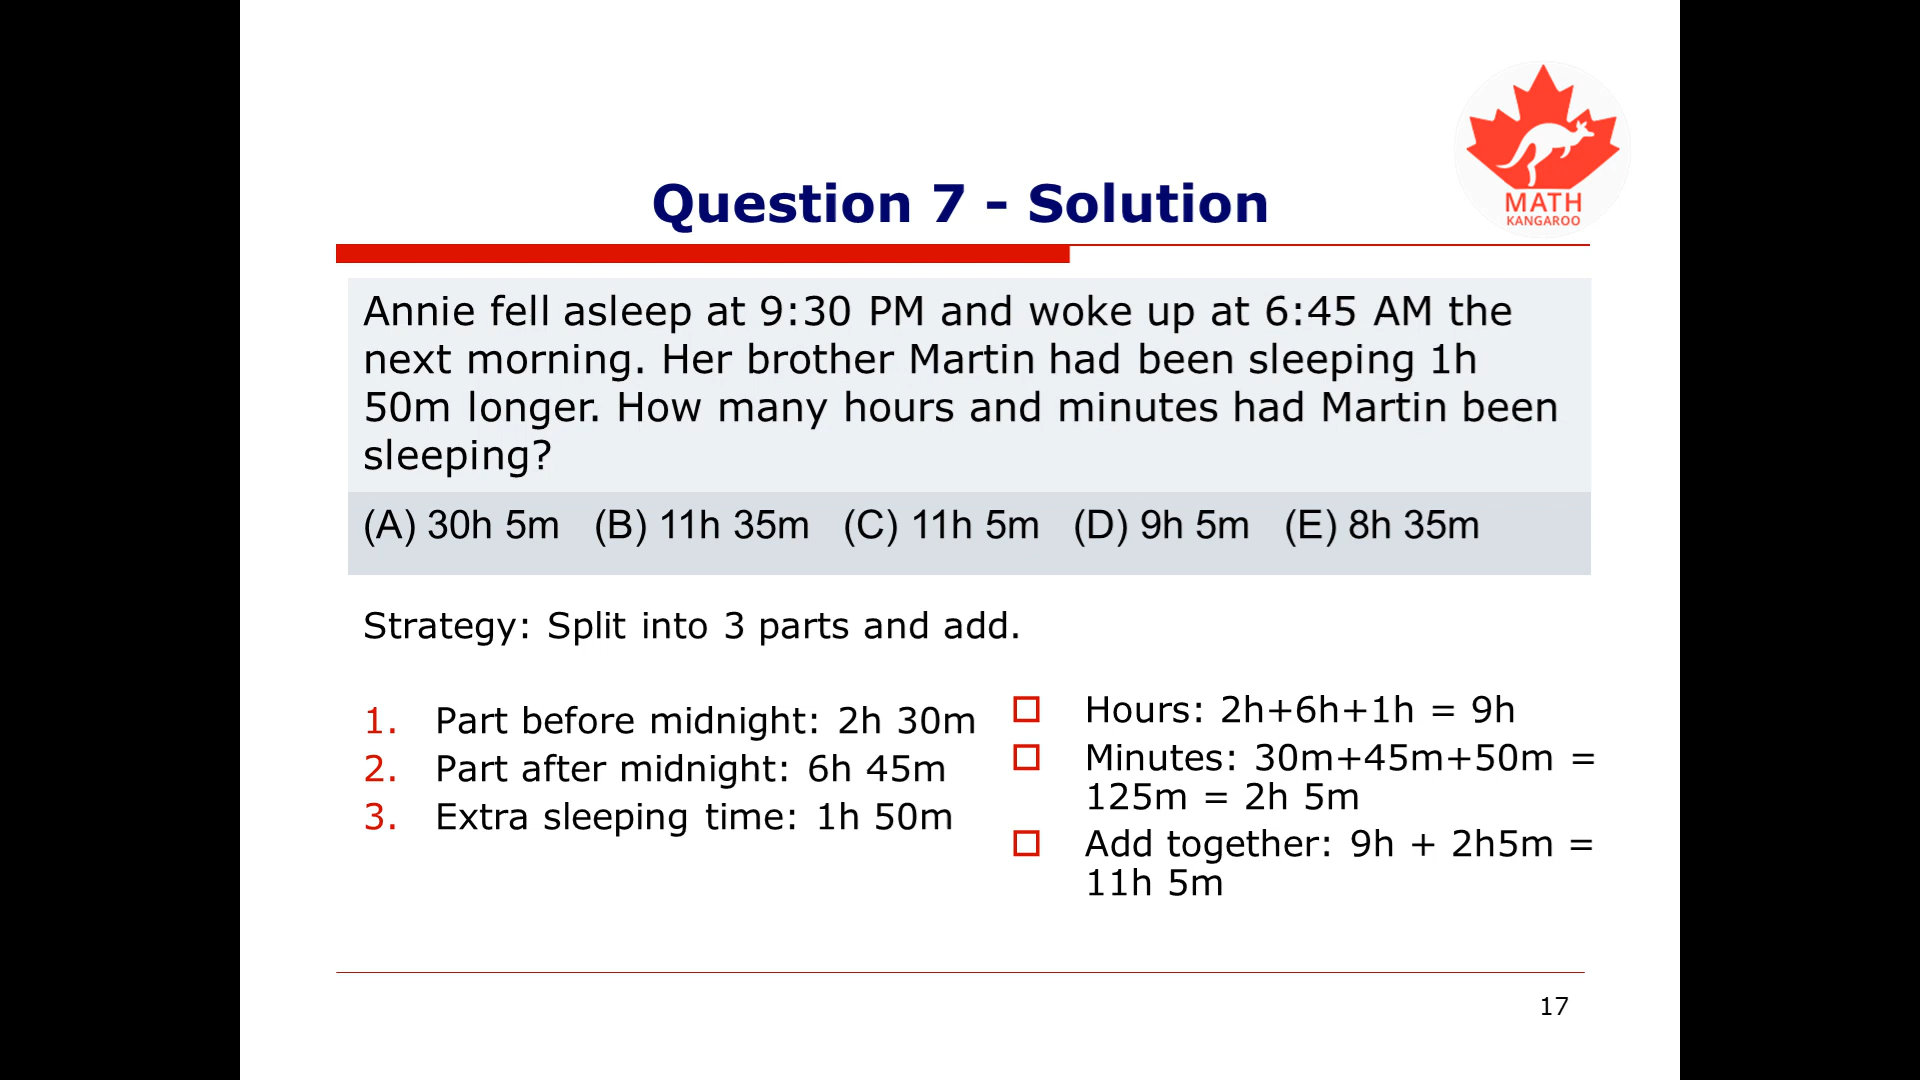 MATH
KANGAROO
Question 7 - Solution
Annie fell asleep at 9:30 PM and woke up at 6:45 AM the
next morning. Her brother Martin had been sleeping 1h
50m longer. How many hours and minutes had Martin been
sleeping?
(A) 30h 5m (B) 11h 35m (C) 11h 5m (D) 9h 5m (E) 8h 35m
Strategy: Split into 3 parts and add.
1. Part before midnight: 2h 30m
2. Part after midnight: 6h 45m
3. Extra sleeping time: 1h 50m
Hours: 2h+6h+1h = 9h
Minutes: 30m+45m+50m =
125m = 2h 5m
Add together: 9h + 2h5m =
11h 5m
17